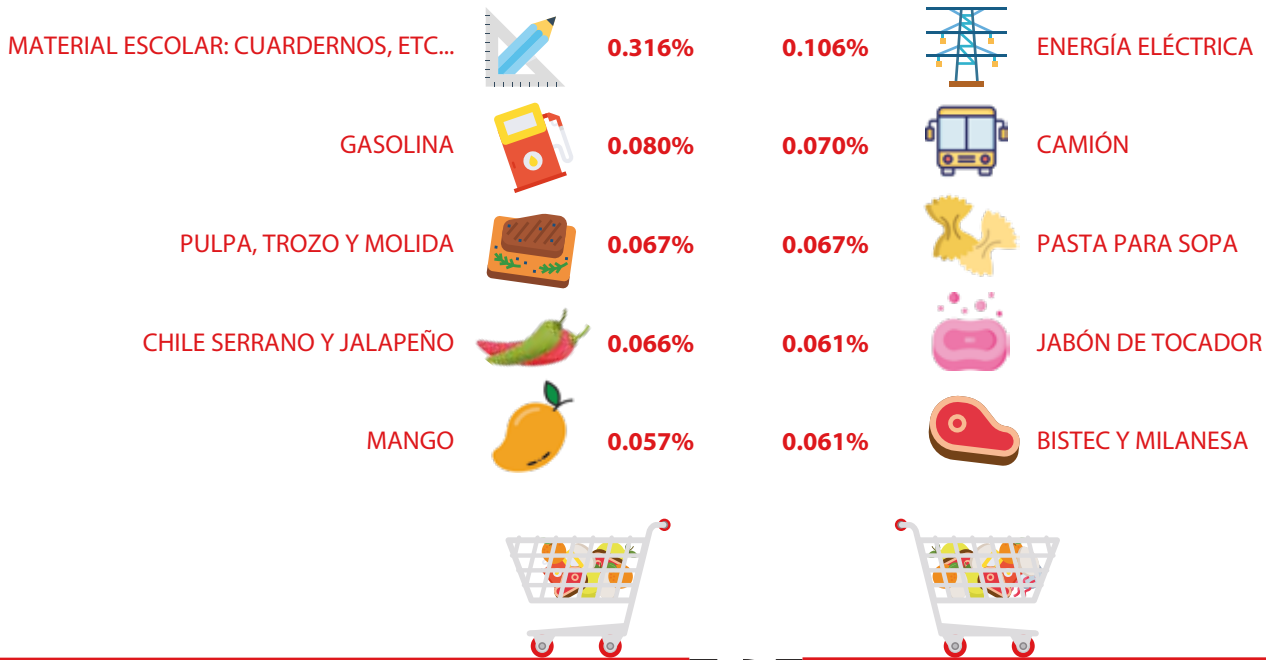 MATERIAL ESCOLAR: CUARDERNOS, ETC... 0.316% 0.106% ENERGÍA ELÉCTRICA
GASOLINA 0.080% 0.070% CAMIÓN
PULPA, TROZO Y MOLIDA 0.067% 0.067% PASTA PARA SOPA
CHILE SERRANO Y JALAPEÑO 0.066% 0.061% JABÓN DE TOCADOR
MANGO 0.057% 0.061% BISTEC Y MILANESA